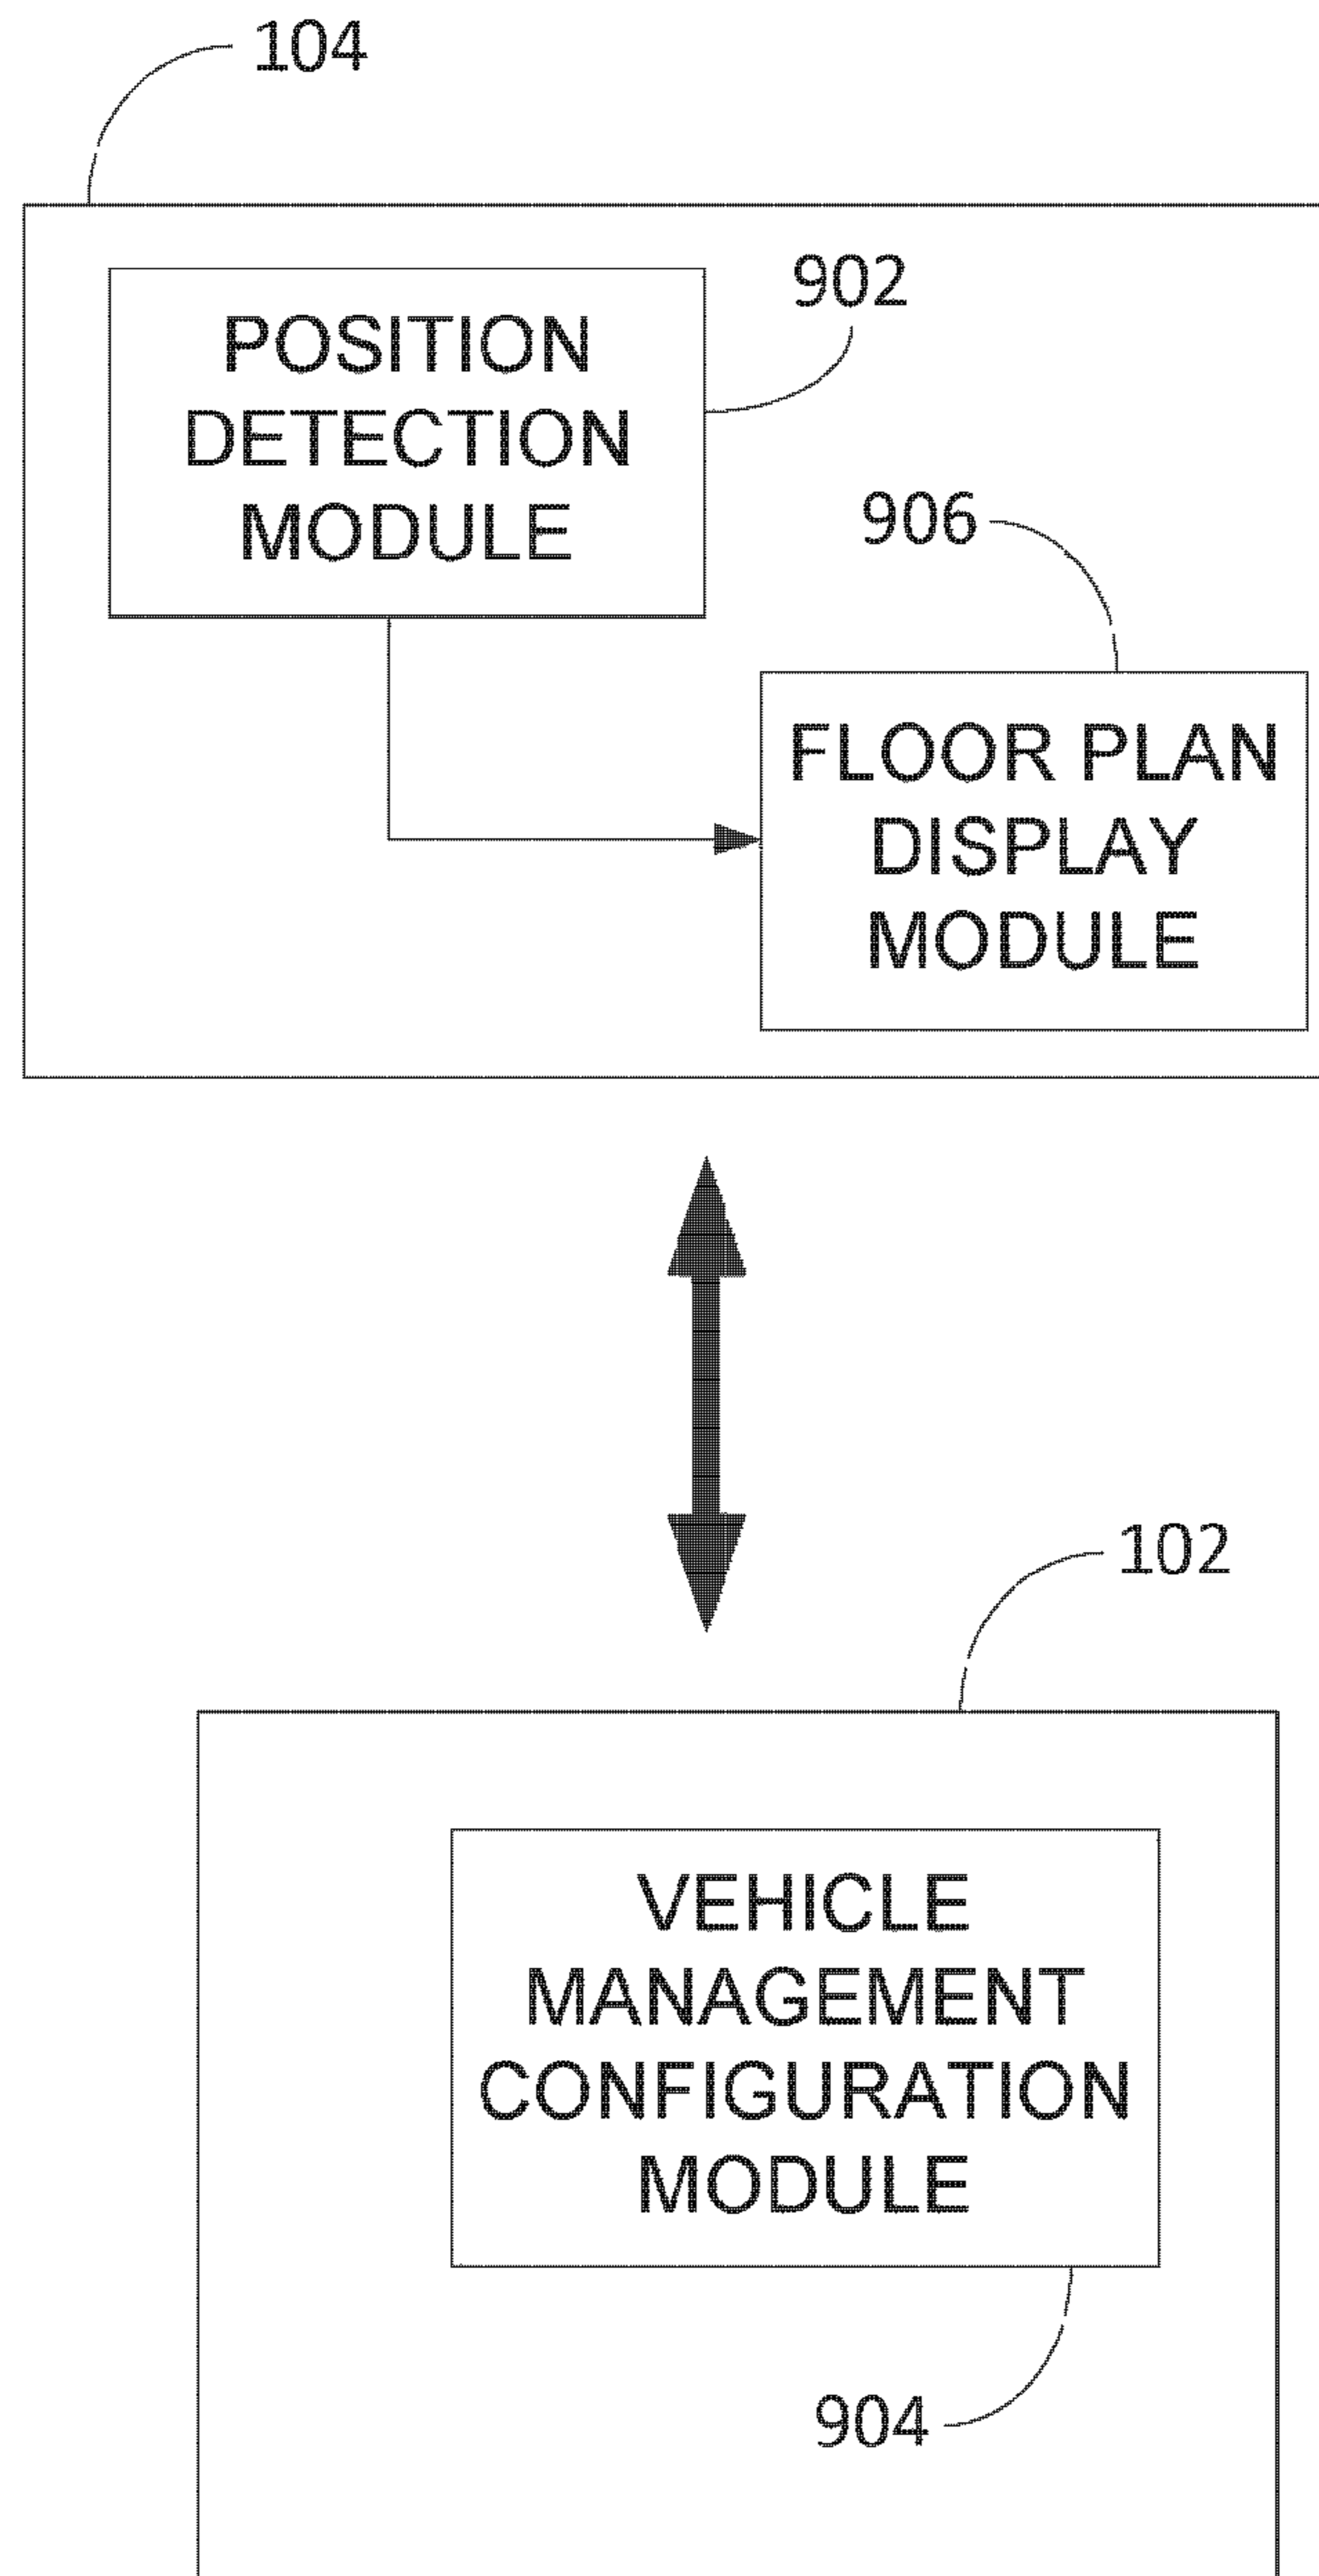 104
902
POSITION
DETECTION
MODULE
906
FLOOR PLAN
DISPLAY
MODULE
102
VEHICLE
MANAGEMENT
CONFIGURATION
MODULE
904